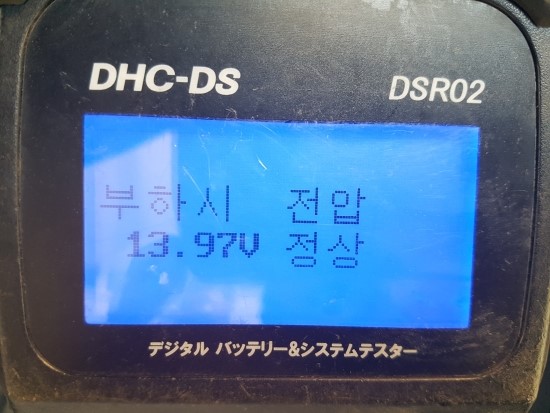 DHC-DS DSR02
부하시 전압
13.97V 정상
デジタル バッテリー&システムテスター